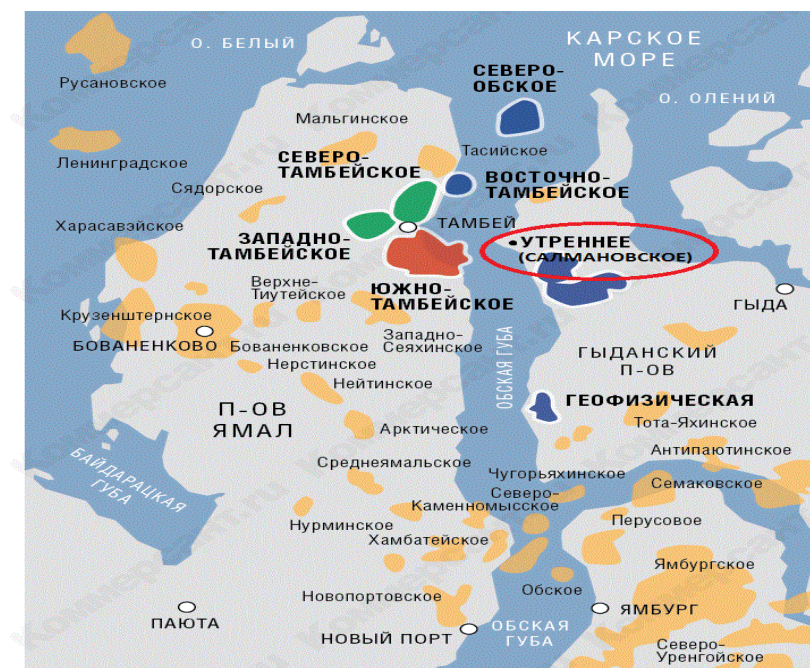 О. БЕЛЫЙ
КАРСКОЕ
МОРЕ
Русановское
СЕВЕРО-
ОБСКОЕ
О. ОЛЕНИЙ
Мальгинское
Ленинградское
СЕВЕРО-
ТАМБЕЙСКОЕ
Тасийское
Сядорское
ВОСТОЧНО-
ТАМБЕЙСКОЕ
Харасавэйское
ТАМБЕЙ
ЗАПАДНО-
ТАМБЕЙСКОЕ
УТРЕННЕЕ
(САЛМАНОВСКОЕ)
Верхне-
Тиутейское
ЮЖНО-
ТАМБЕЙСКОЕ
ГЫДА
Крузенштернское
БОВАНЕНКОВО
Бованенковское
Западно-
Сеяхинское
ОБСКАЯ ГУБА
ГЫДАНСКИЙ
П-ОВ
Нерстинское
Нейтинское
П-ОВ
ЯМАЛ
ГЕОФИЗИЧЕСКАЯ
Тота-Яхинское
Арктическое
Антипаютинское
БАЙДАРАЦКАЯ
ГУБА
Среднеямальское
Чугорьяхинское
Семаковское
Северо-
Каменномысское
Нурминское
Перусовое
Хамбатейское
Ямбургское
Обское
Новопортовское
ПАЮТА
ЯМБУРГ
НОВЫЙ ПОРТ
ОБСКАЯ
ГУБА
Северо-
Уренгойское
Коммерсант.ru